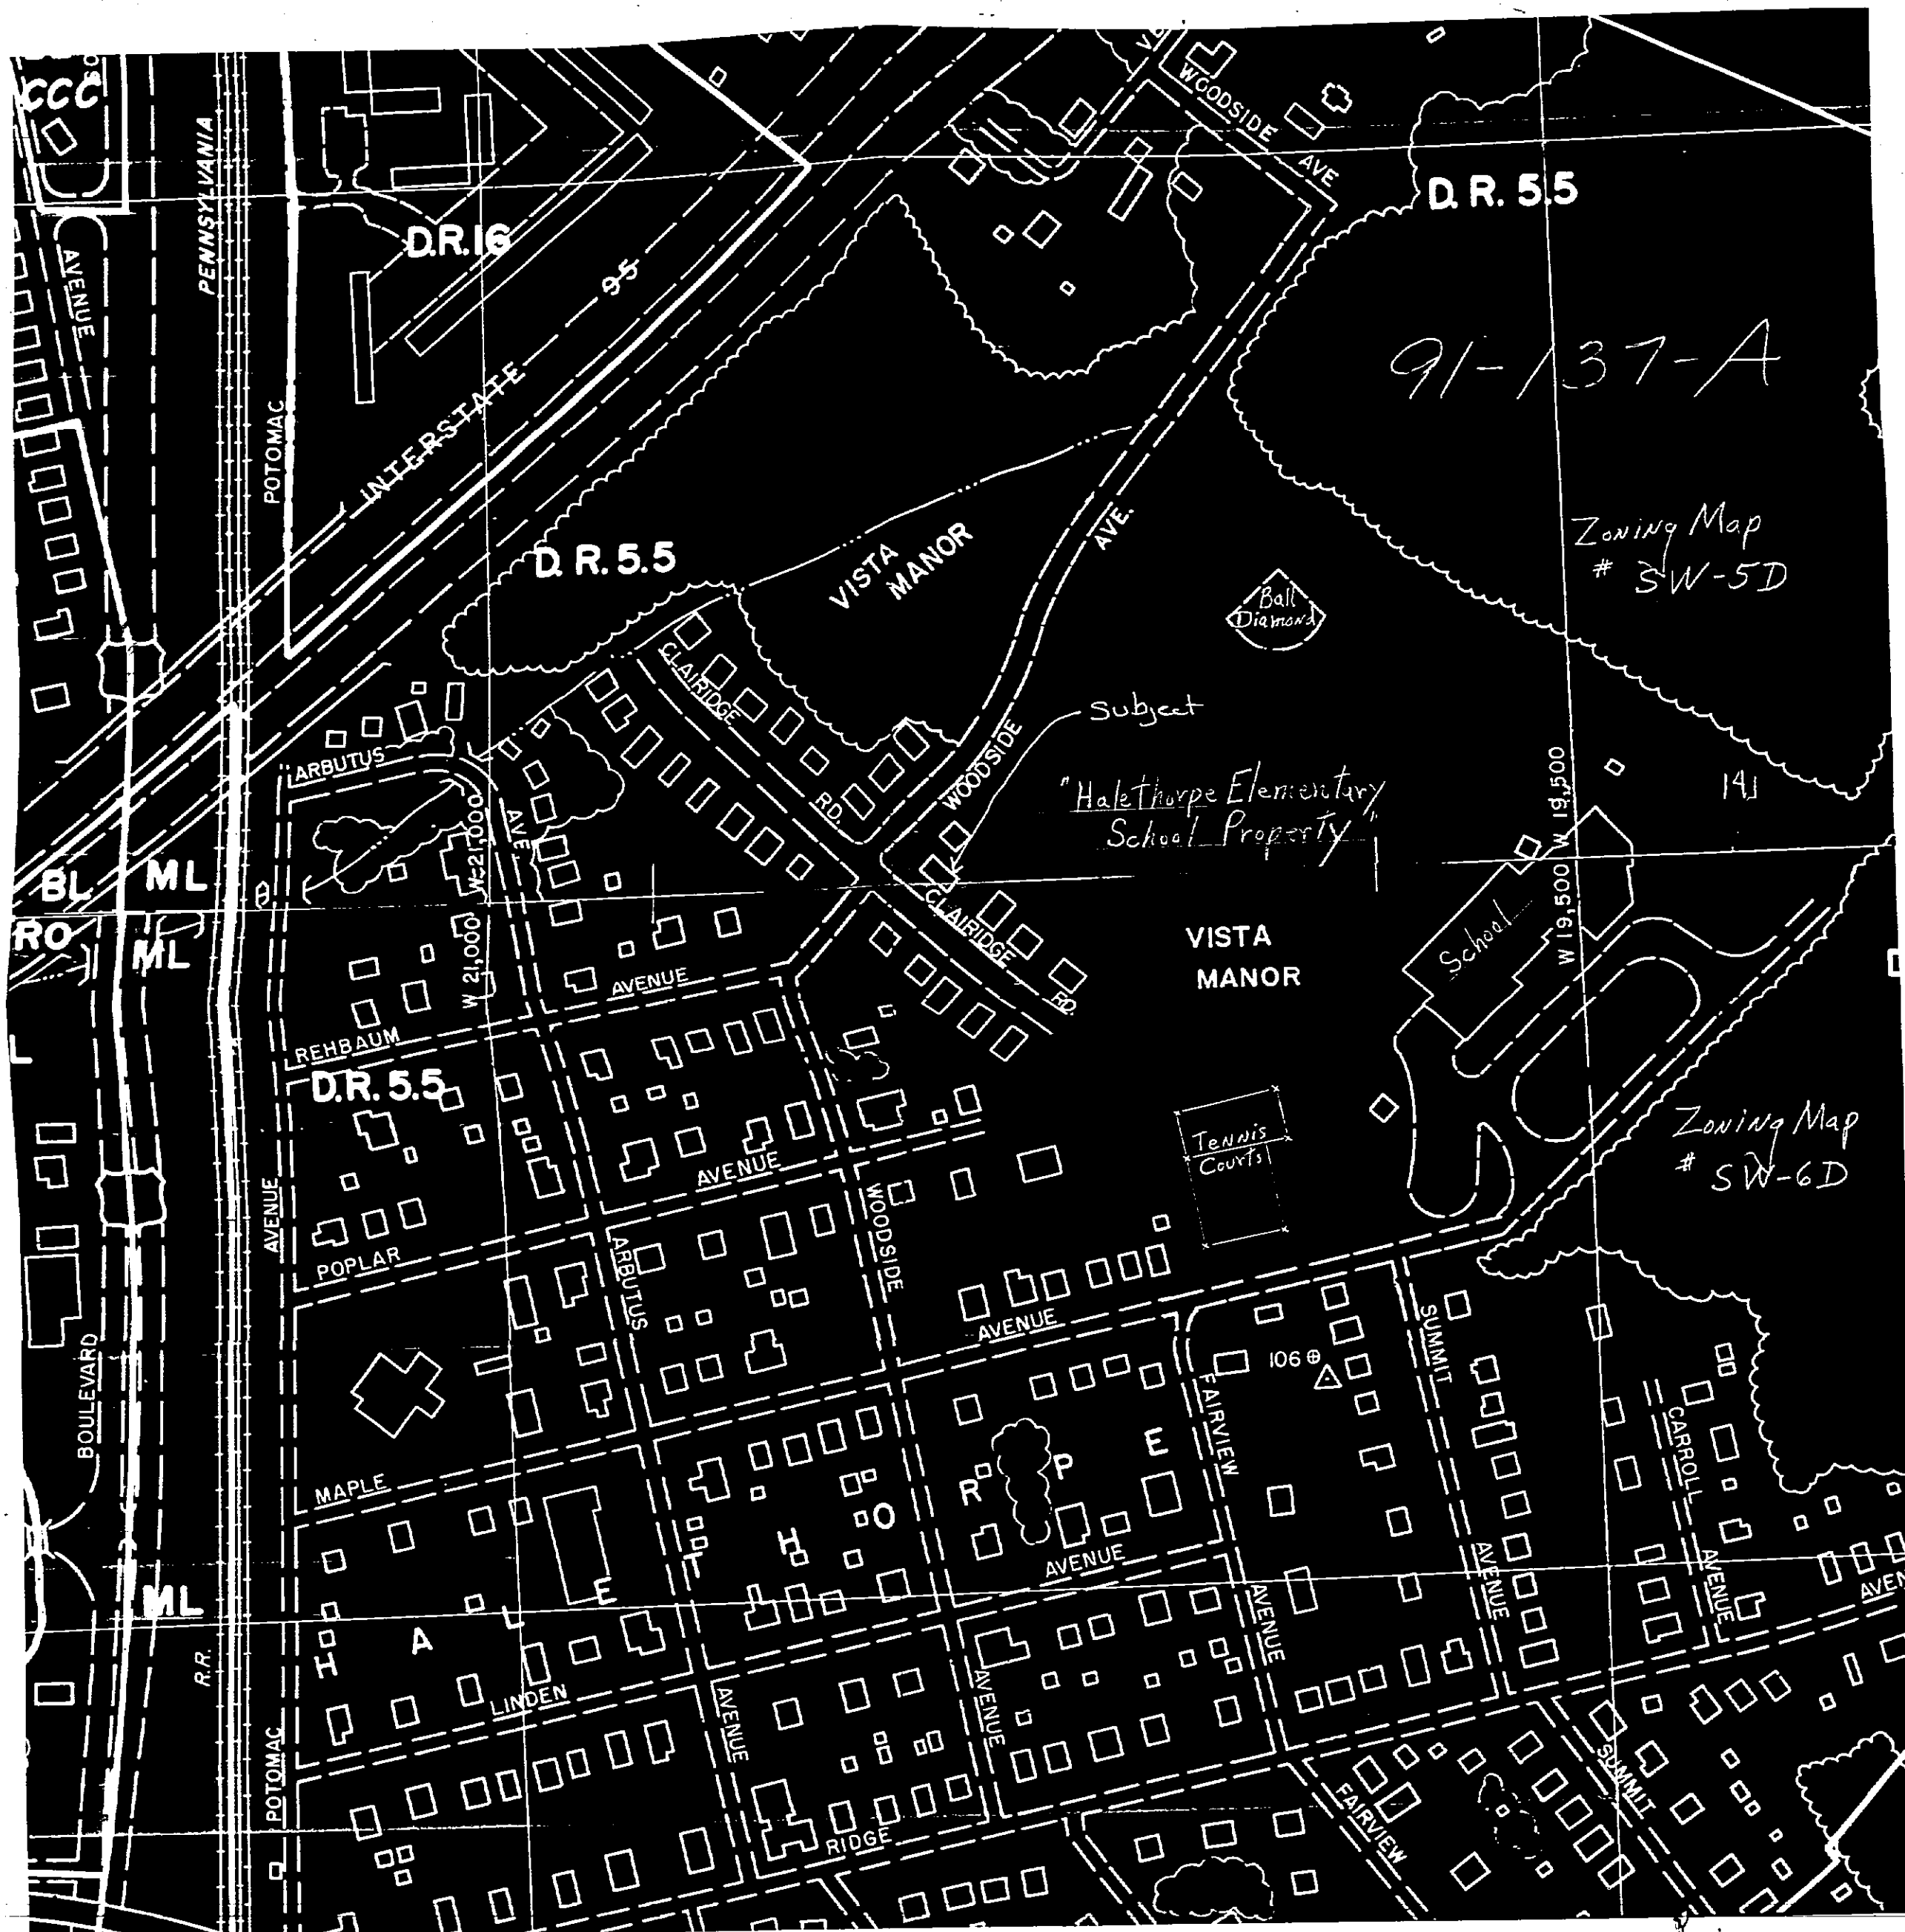 CCC
PENNSYLVANIA
WOODSIDE
AVE
D.R. 5.5
D.R.16
AVENUE
95
INTERSTATE
POTOMAC
91-137-A
Zoning Map
# SW-5D
D.R. 5.5
VISTA
MANOR
AVE.
Ball
Diamond
CLAIRIDGE
RD.
WOODSIDE
Subject
ARBUTUS
AVE.
W 21,000
"Halethorpe Elementary
School Property"
W 19,500
141
BL
ML
RO
ML
W 21,000
CLAIRIDGE
RD.
VISTA
MANOR
School
W 19,500
AVENUE
REHBAUM
L
D.R. 5.5
Tennis
Courts
Zoning Map
# SW-6D
AVENUE
AVENUE
POPLAR
ARBUTUS
WOODSIDE
AVENUE
SUMMIT
BOULEVARD
106
FAIRVIEW
CARROLL
MAPLE
HALETHORPE
AVENUE
AVENUE
AVENUE
AVENUE
AVEN
ML
R.R.
LINDEN
AVENUE
AVENUE
POTOMAC
RIDGE
FAIRVIEW
SUMMIT